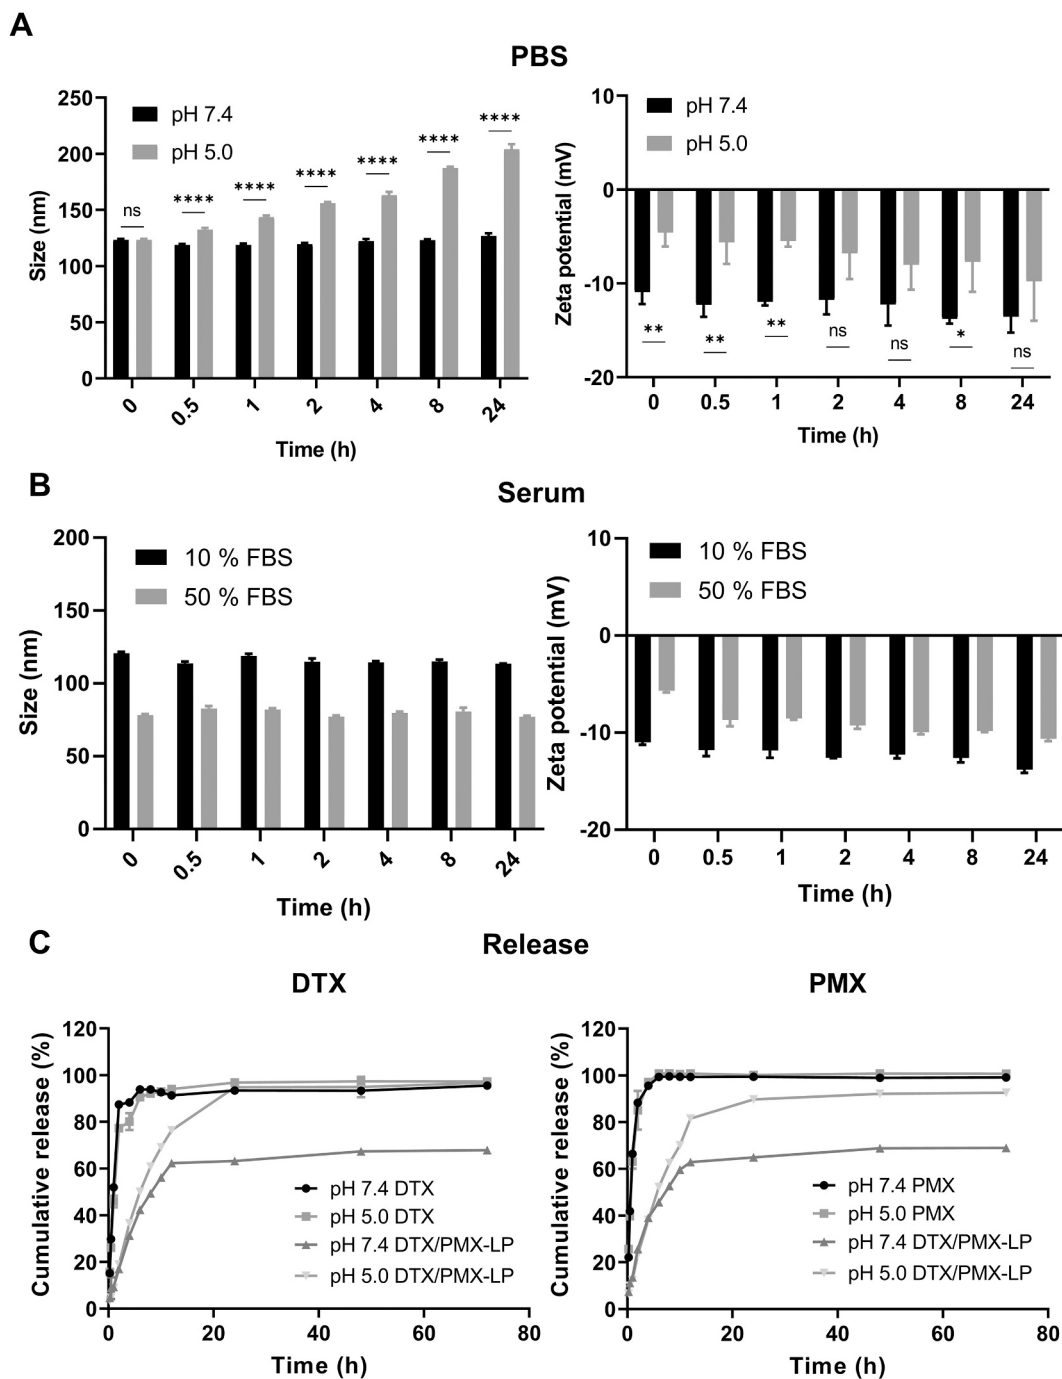 A
PBS
250
200
150
100
50
0
Size (nm)
pH 7.4
pH 5.0
ns
****
****
****
****
****
****
0
0.5
1
2
4
8
24
Time (h)
10
0
-10
-20
Zeta potential (mV)
pH 7.4
pH 5.0
**
**
**
ns
ns
*
ns
0
0.5
1
2
4
8
24
Time (h)
B
Serum
200
150
100
50
0
Size (nm)
10 % FBS
50 % FBS
0
0.5
1
2
4
8
24
Time (h)
10
0
-10
-20
Zeta potential (mV)
10 % FBS
50 % FBS
0
0.5
1
2
4
8
24
Time (h)
C
Release
DTX
120
100
80
60
40
20
0
Cumulative release (%)
pH 7.4 DTX
pH 5.0 DTX
pH 7.4 DTX/PMX-LP
pH 5.0 DTX/PMX-LP
0
20
40
60
80
Time (h)
PMX
120
100
80
60
40
20
0
Cumulative release (%)
pH 7.4 PMX
pH 5.0 PMX
pH 7.4 DTX/PMX-LP
pH 5.0 DTX/PMX-LP
0
20
40
60
80
Time (h)